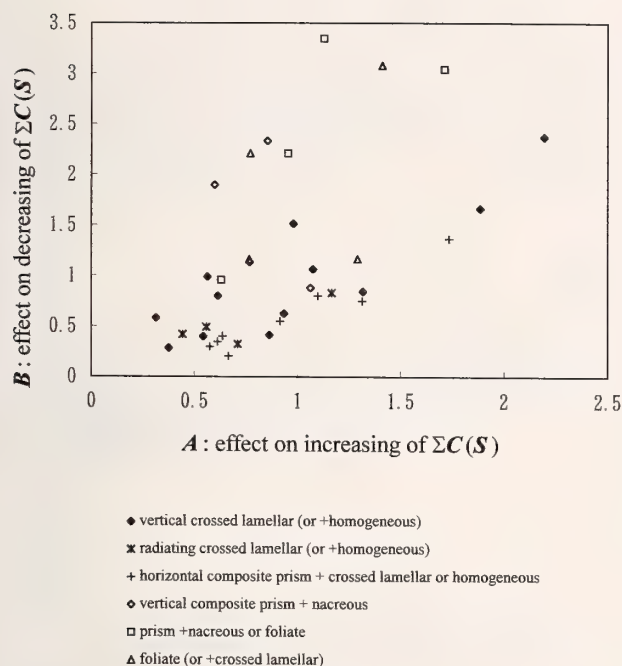 3.5
3
2.5
2
1.5
1
0.5
0
B : effect on decreasing of ΣC(S)
0 0.5 1 1.5 2 2.5
A : effect on increasing of ΣC(S)
vertical crossed lamellar (or +homogeneous)
radiating crossed lamellar (or +homogeneous)
horizontal composite prism + crossed lamellar or homogeneous
vertical composite prism + nacreous
prism +nacreous or foliate
foliate (or +crossed lamellar)